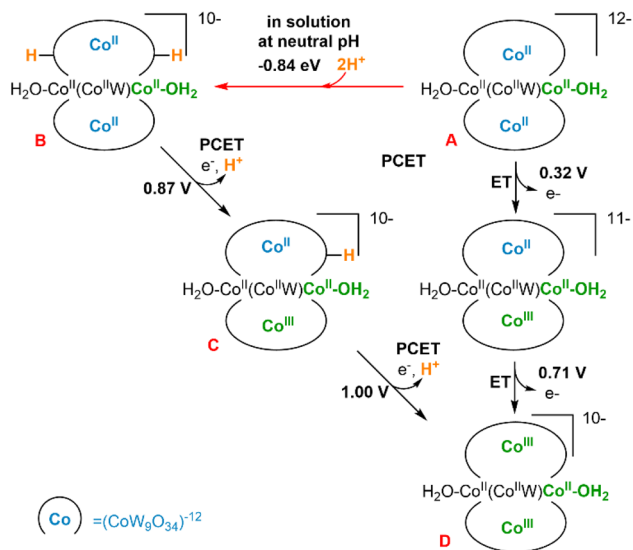 10-
in solution
at neutral pH
-0.84 eV 2H⁺
12-
H Co^II H
Co^II
H₂O-Co^II(Co^IIW)Co^II-OH₂
H₂O-Co^II(Co^IIW)Co^II-OH₂
Co^II
Co^II
B
A
PCET
e⁻, H⁺
0.87 V
PCET
ET
0.32 V
e-
10-
11-
Co^II
H
Co^II
H₂O-Co^II(Co^IIW)Co^II-OH₂
H₂O-Co^II(Co^IIW)Co^II-OH₂
Co^III
Co^III
C
PCET
e⁻, H⁺
1.00 V
ET
0.71 V
e-
10-
Co^III
H₂O-Co^II(Co^IIW)Co^II-OH₂
Co^III
D
Co =(CoW₉O₃₄)⁻¹²